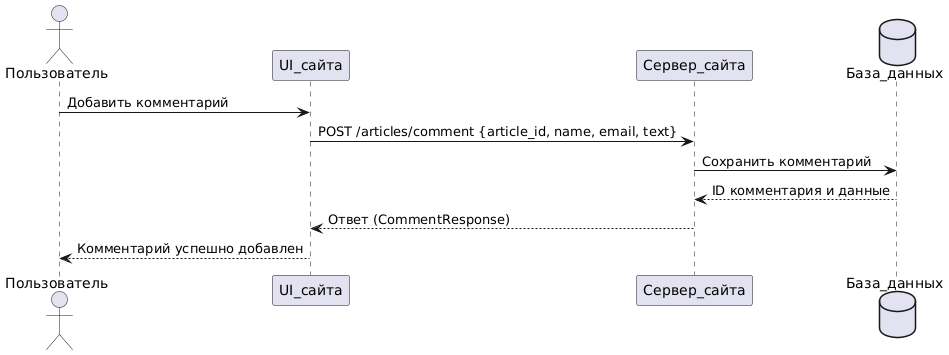 Пользователь
UI_сайта
Сервер_сайта
База_данных
Добавить комментарий
POST /articles/comment {article_id, name, email, text}
Сохранить комментарий
ID комментария и данные
Ответ (CommentResponse)
Комментарий успешно добавлен
Пользователь
UI_сайта
Сервер_сайта
База_данных